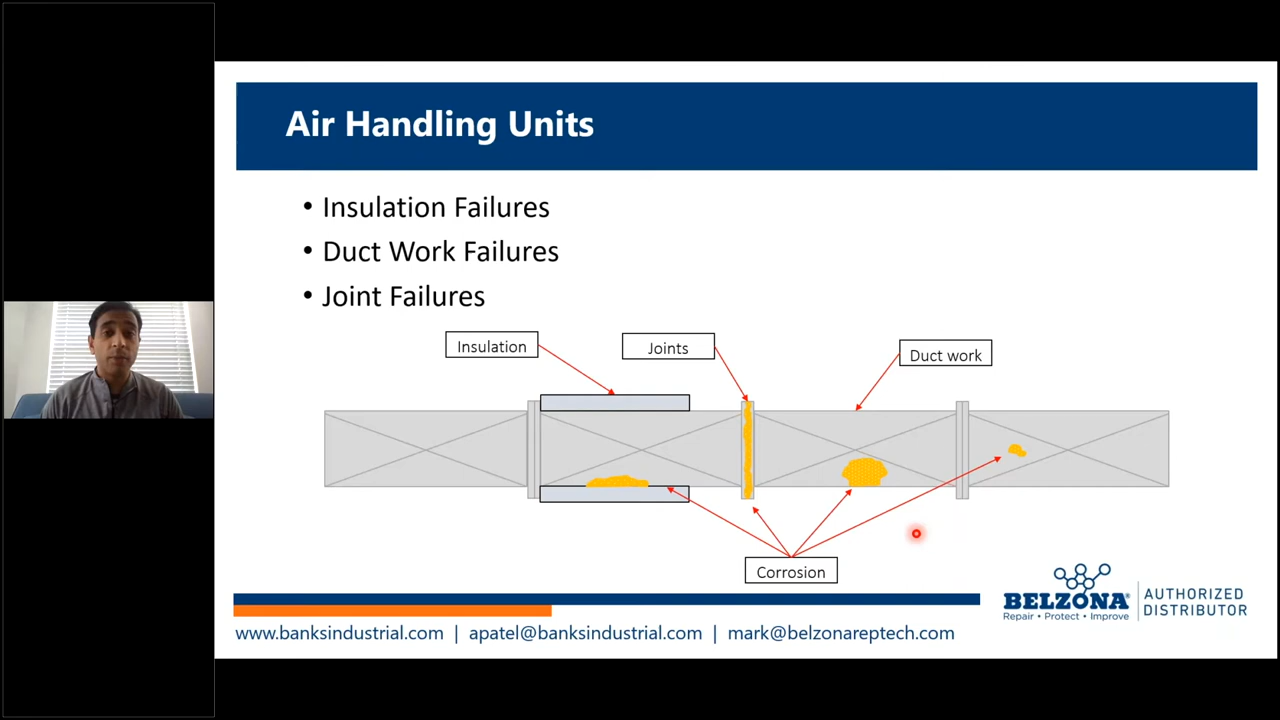 Air Handling Units
• Insulation Failures
• Duct Work Failures
• Joint Failures
Insulation
Joints
Duct work
Corrosion
BELZONA®
Repair • Protect • Improve
AUTHORIZED
DISTRIBUTOR
www.banksindustrial.com | apatel@banksindustrial.com | mark@belzonareptech.com